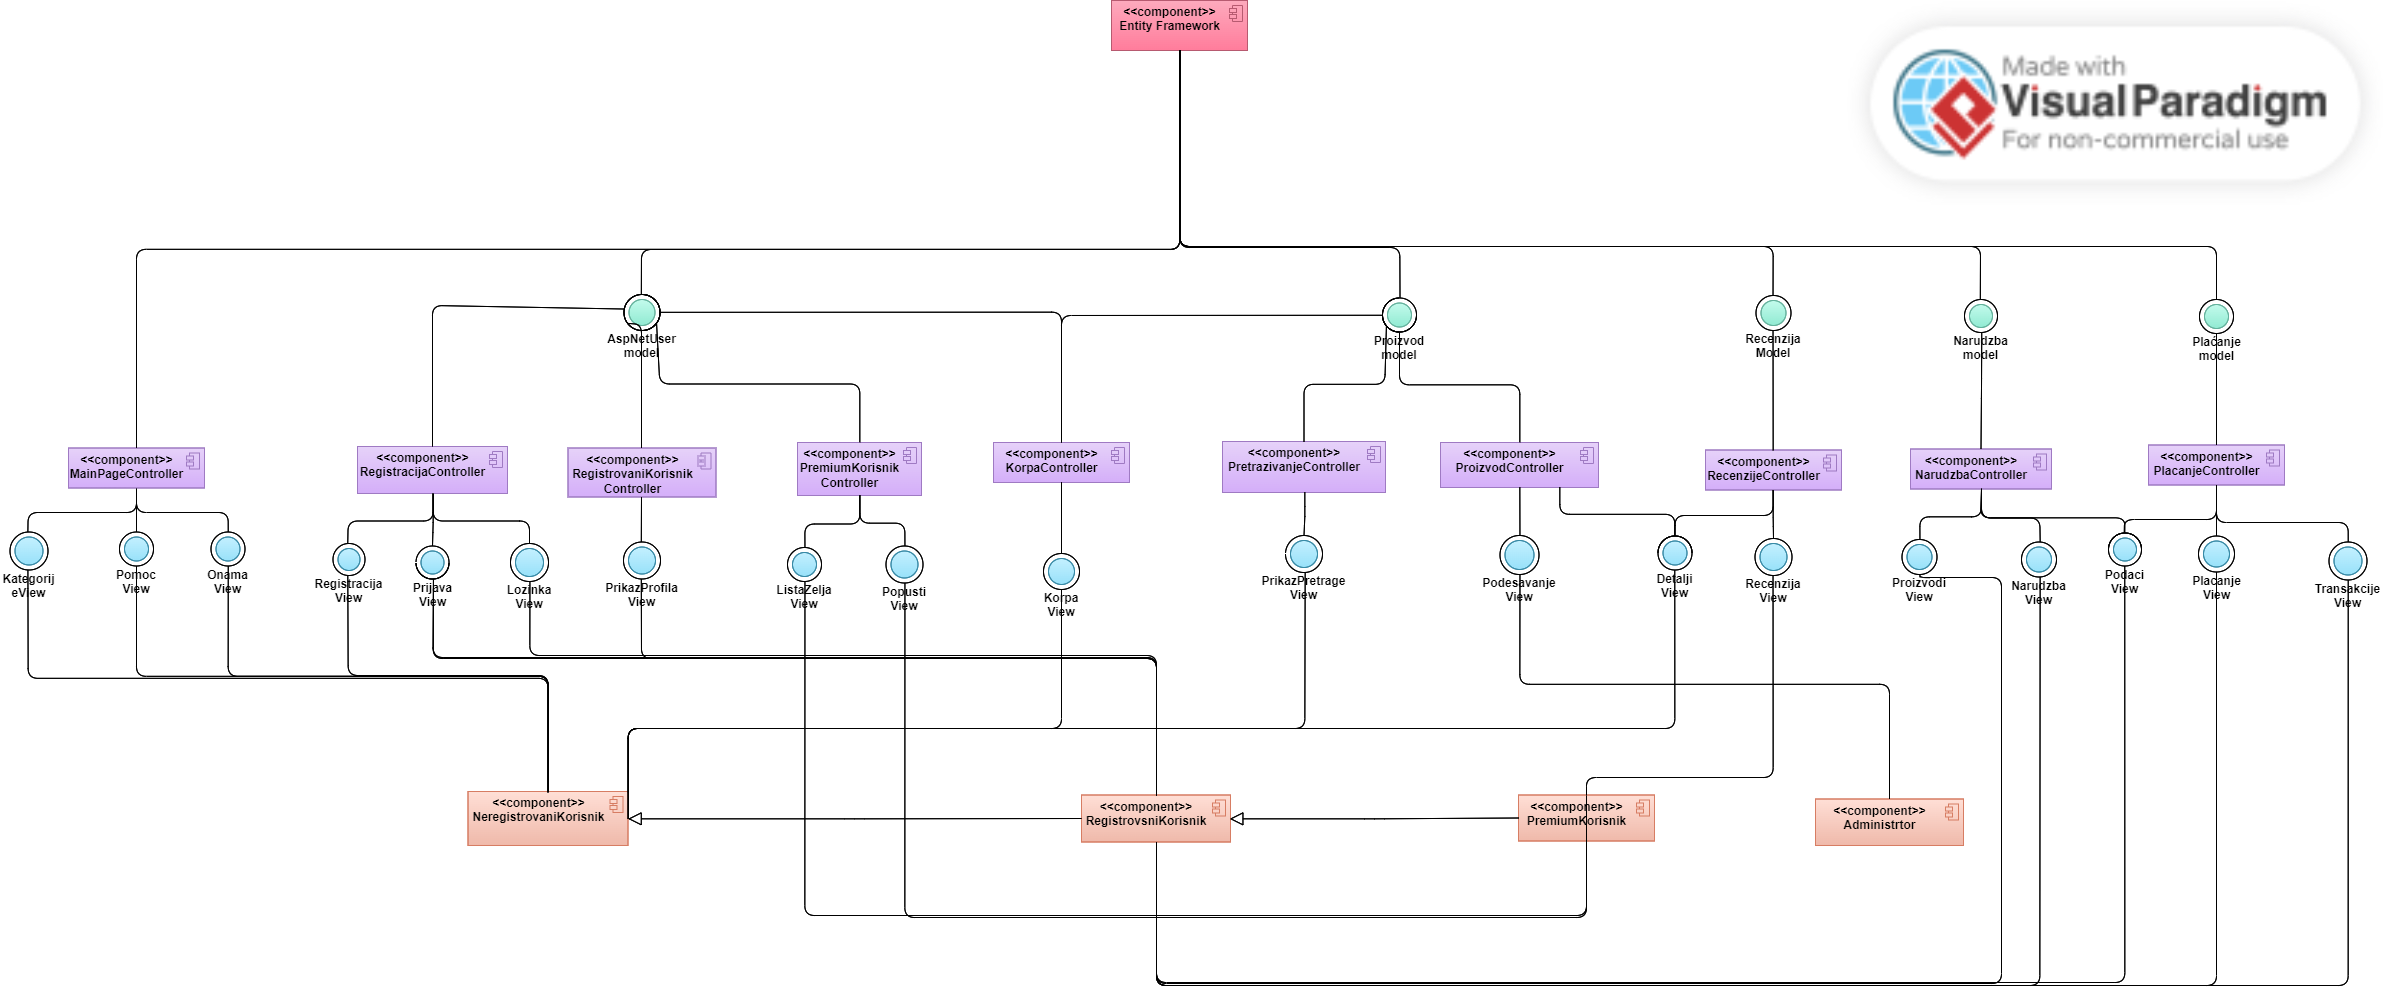 <<component>>
Entity Framework
Made with
Visual Paradigm
For non-commercial use
AspNetUser
model
Proizvod
model
Recenzija
Model
Narudzba
model
Plaćanje
model
<<component>>
MainPageController
<<component>>
RegistracijaController
<<component>>
RegistrovaniKorisnik
Controller
<<component>>
PremiumKorisnik
Controller
<<component>>
KorpaController
<<component>>
PretrazivanjeController
<<component>>
ProizvodController
<<component>>
RecenzijeController
<<component>>
NarudzbaController
<<component>>
PlacanjeController
Kategorij
eView
Pomoc
View
Onama
View
Registracija
View
Prijava
View
Lozinka
View
PrikazProfila
View
ListaZelja
View
Popusti
View
Korpa
View
PrikazPretrage
View
Podesavanje
View
Detalji
View
Recenzija
View
Proizvodi
View
Narudzba
View
Podaci
View
Placanje
View
Transakcije
View
<<component>>
NeregistrovaniKorisnik
<<component>>
RegistrovsniKorisnik
<<component>>
PremiumKorisnik
<<component>>
Administrtor